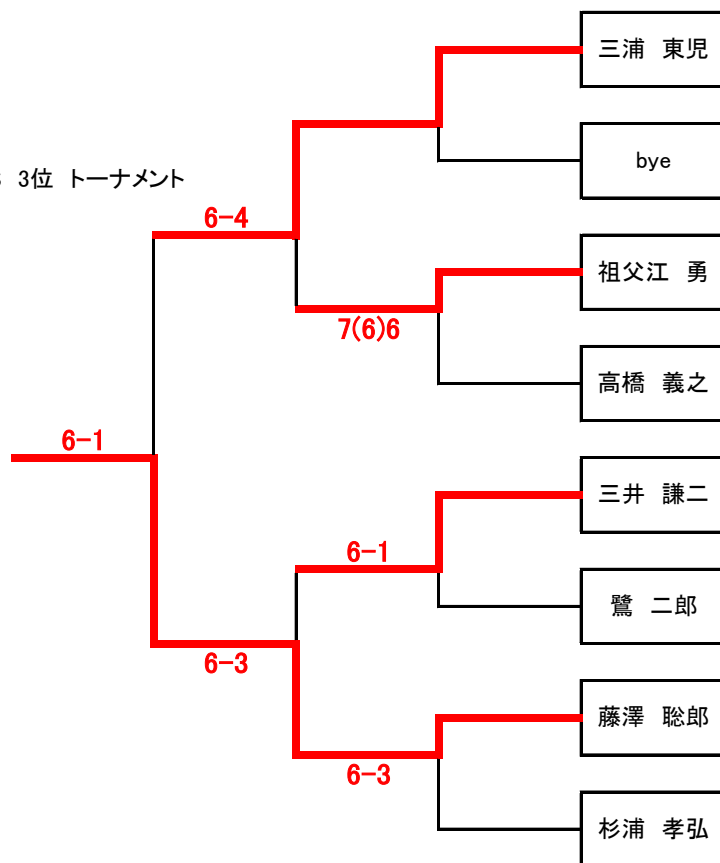 三浦 東児
bye
3位 トーナメント
6-4
祖父江 勇
7(6)6
高橋 義之
6-1
三井 謙二
6-1
鷺 二郎
6-3
藤澤 聡郎
6-3
杉浦 孝弘